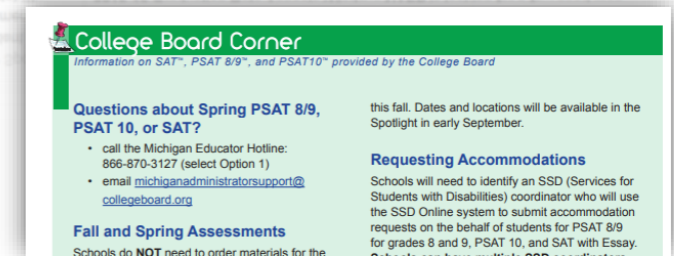 College Board Corner
Information on SAT™, PSAT 8/9™, and PSAT10™ provided by the College Board
Questions about Spring PSAT 8/9,
PSAT 10, or SAT?
• call the Michigan Educator Hotline:
866-870-3127 (select Option 1)
• email michiganadministratorsupport@
collegeboard.org
Fall and Spring Assessments
Schools do NOT need to order materials for the
this fall. Dates and locations will be available in the
Spotlight in early September.
Requesting Accommodations
Schools will need to identify an SSD (Services for
Students with Disabilities) coordinator who will use
the SSD Online system to submit accommodation
requests on the behalf of students for PSAT 8/9
for grades 8 and 9, PSAT 10, and SAT with Essay.
Schools can have multiple SSD coordinators